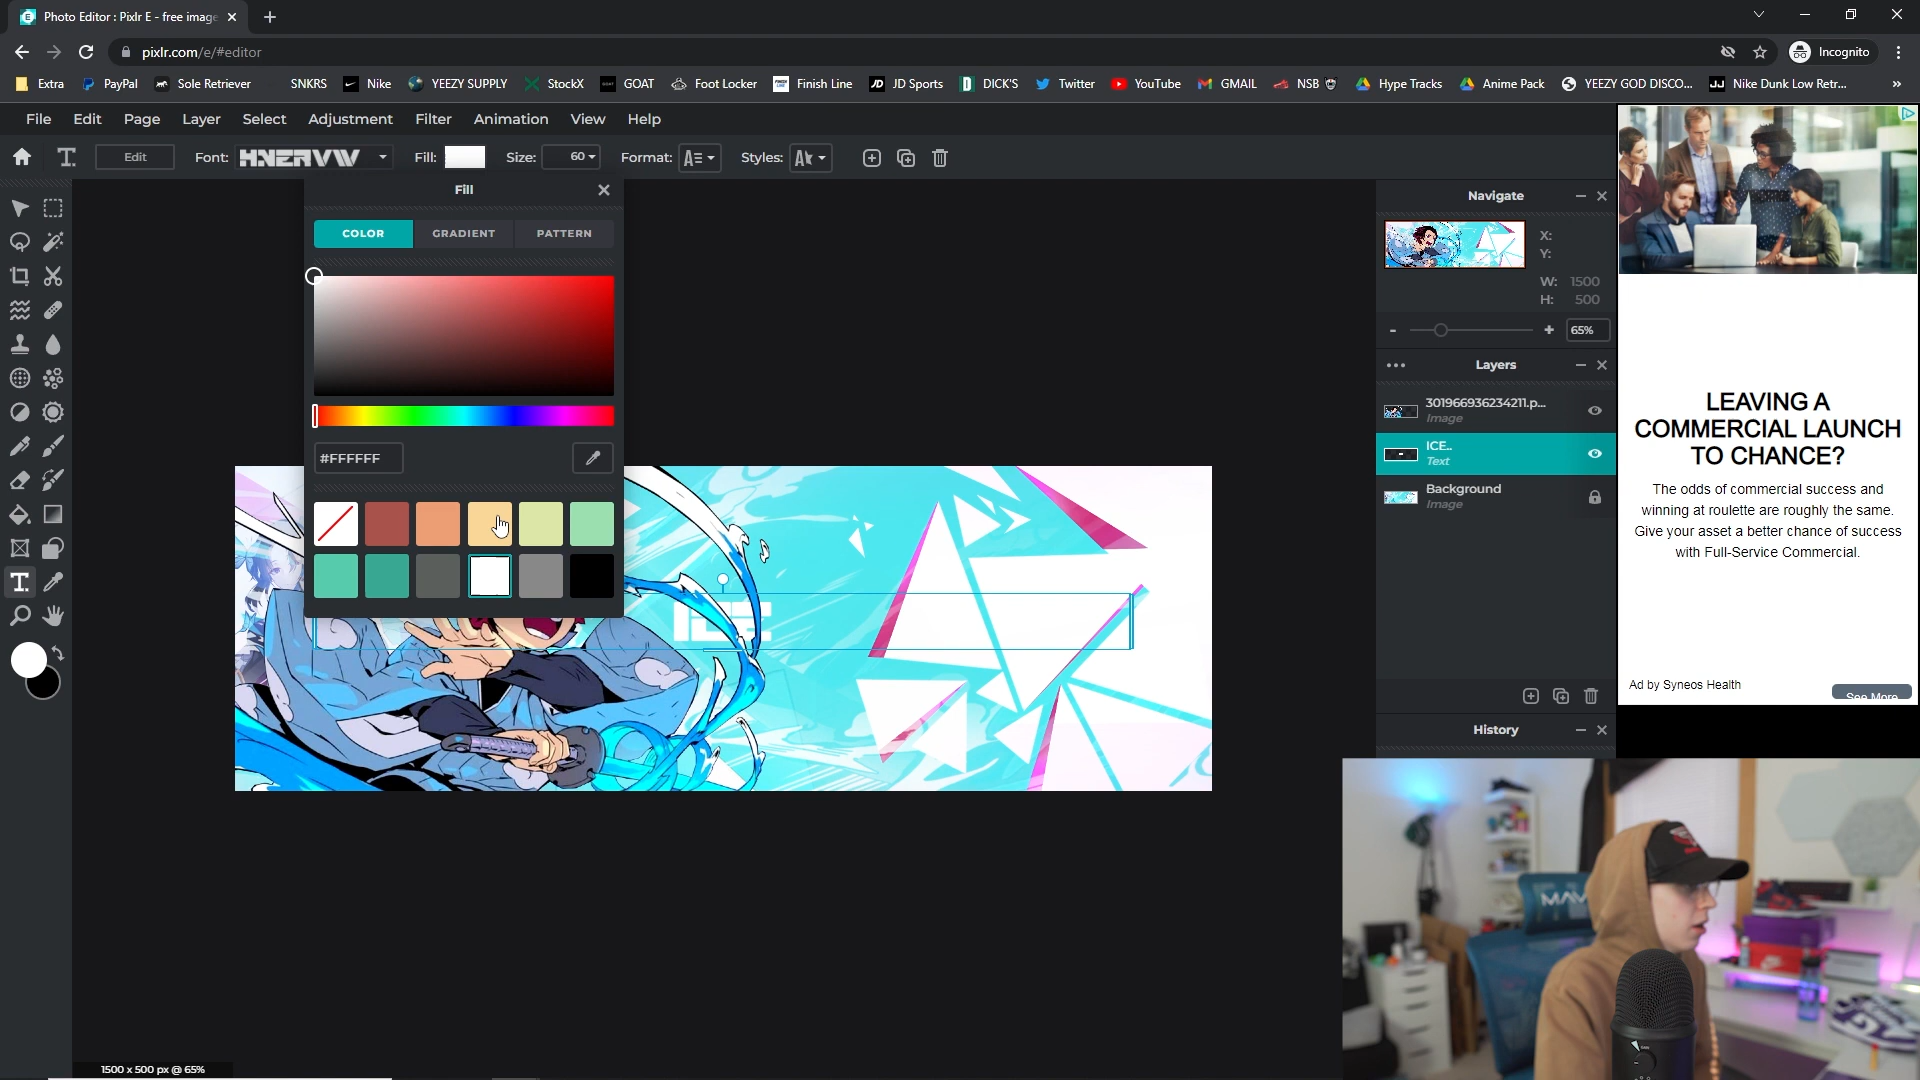 Photo Editor : Pixlr E - free image
pixlr.com/e/#editor
Incognito
Extra
PayPal
Sole Retriever
SNKRS
Nike
YEEZY SUPPLY
StockX
GOAT
Foot Locker
Finish Line
JD Sports
DICK'S
Twitter
YouTube
GMAIL
NSB
Hype Tracks
Anime Pack
YEEZY GOD DISCO...
Nike Dunk Low Retr...
File Edit Page Layer Select Adjustment Filter Animation View Help
Edit
Font:
Fill:
Size: 60
Format:
Styles:
Fill
COLOR GRADIENT PATTERN
#FFFFFF
ICE
Navigate
X:
Y:
W: 1500
H: 500
- + 65%
Layers
301966936234211.p...
Image
ICE..
Text
Background
Image
History
LEAVING A
COMMERCIAL LAUNCH
TO CHANCE?
The odds of commercial success and
winning at roulette are roughly the same.
Give your asset a better chance of success
with Full-Service Commercial.
Ad by Syneos Health
See More
1500 x 500 px @ 65%